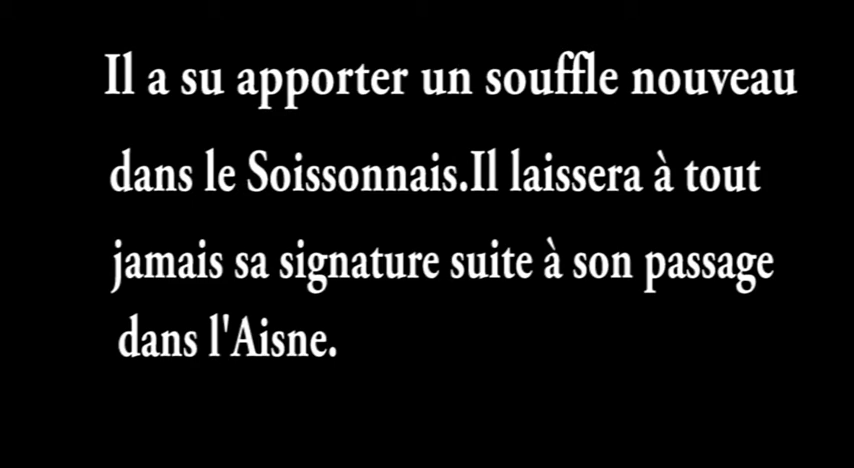 Il a su apporter un souffle nouveau
dans le Soissonnais.Il laissera à tout
jamais sa signature suite à son passage
dans l'Aisne.